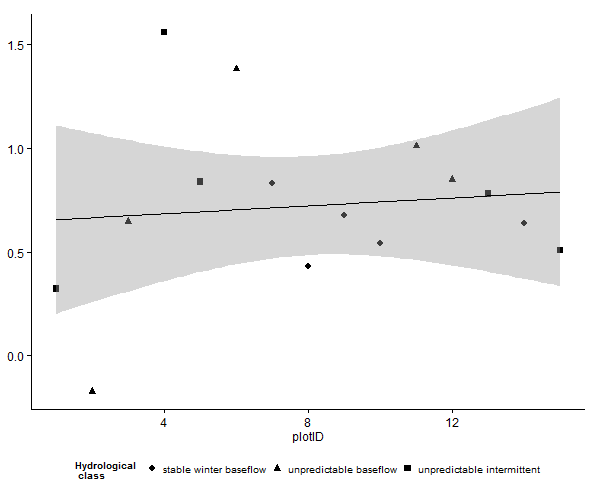 1.5
1.0
0.5
0.0
4 8 12
plotID
Hydrological
class
stable winter baseflow unpredictable baseflow unpredictable intermittent